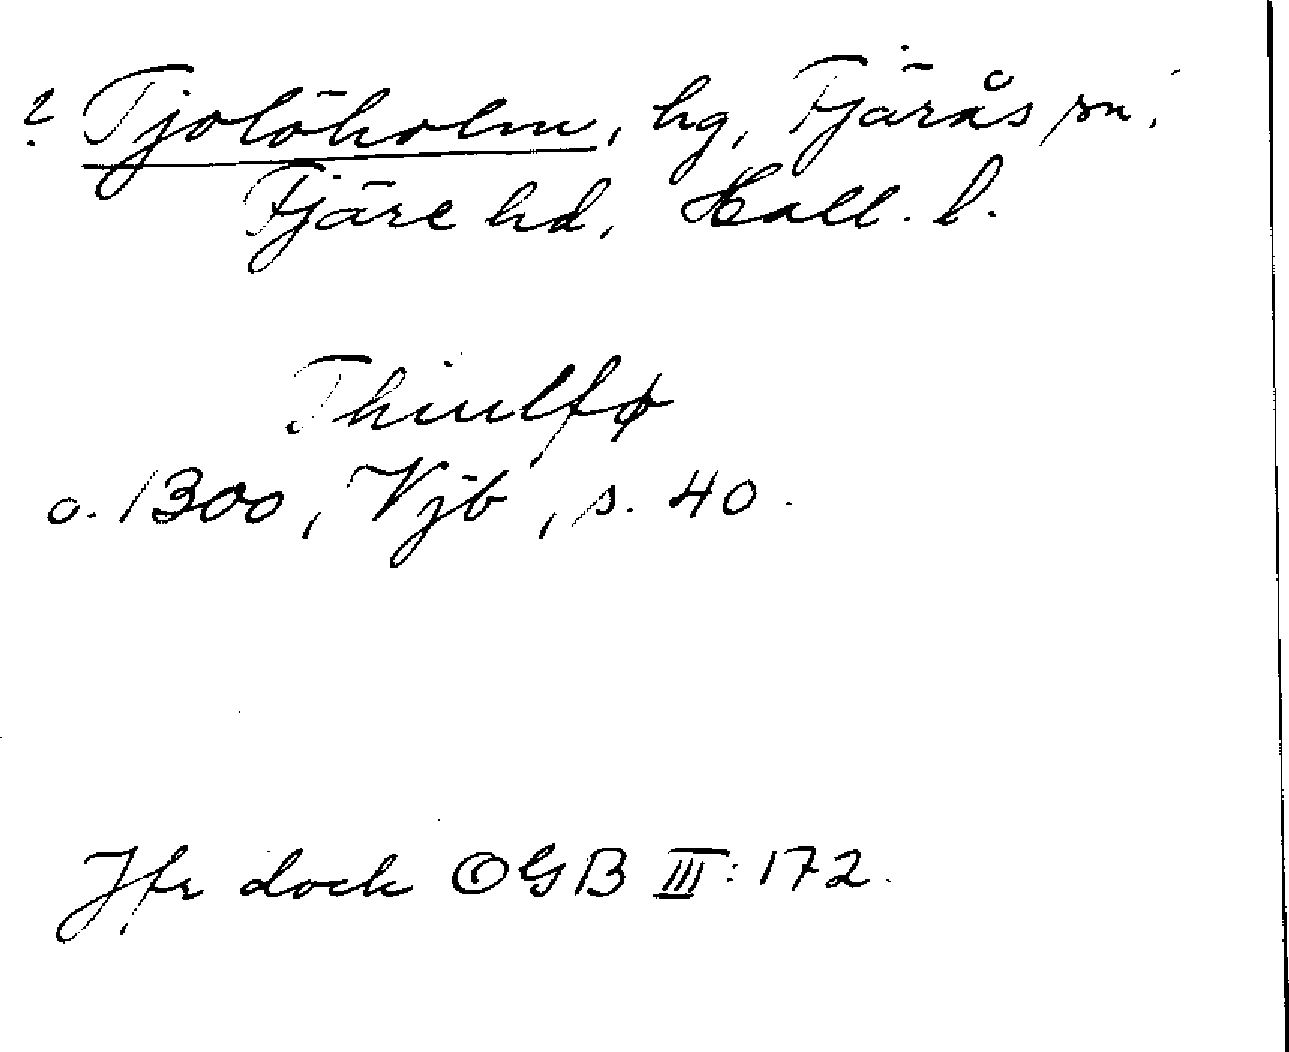 ? Tjolöholm, hg, Fjärås sn,
Fjäre hd, Hall. l.
Thiulfø
o. 1300, Vjb, s. 40.
Jfr dock OGB III: 172.